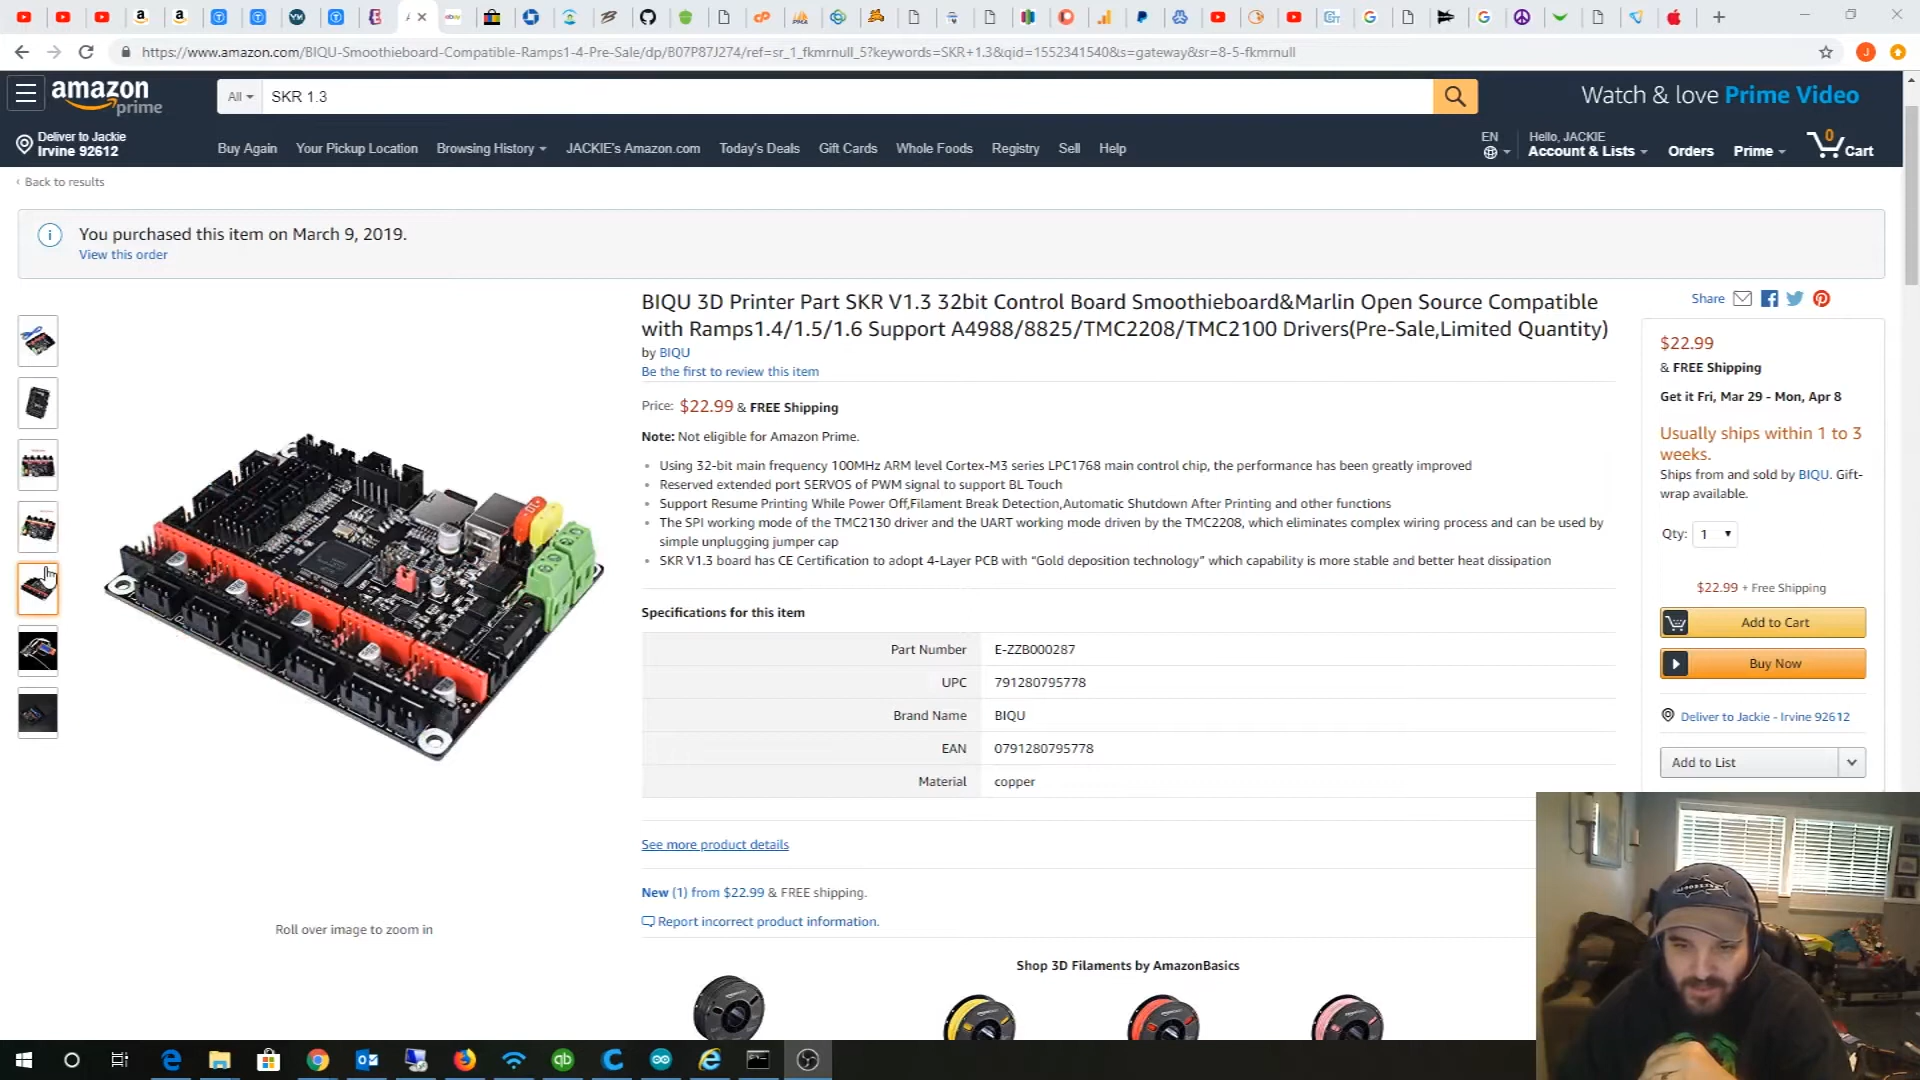 https://www.amazon.com/BIQU-Smoothieboard-Compatible-Ramps1-4-Pre-Sale/dp/B07P87J274/ref=sr_1_fkmrnull_5?keywords=SKR+1.3&qid=1552341540&s=gateway&sr=8-5-fkmrnull
amazon prime
All
SKR 1.3
Watch & love Prime Video
Deliver to Jackie
Irvine 92612
Buy Again
Your Pickup Location
Browsing History
JACKIE's Amazon.com
Today's Deals
Gift Cards
Whole Foods
Registry
Sell
Help
EN
Hello, JACKIE
Account & Lists
Orders
Prime
0
Cart
‹ Back to results
You purchased this item on March 9, 2019.
View this order
BIQU 3D Printer Part SKR V1.3 32bit Control Board Smoothieboard&Marlin Open Source Compatible
with Ramps1.4/1.5/1.6 Support A4988/8825/TMC2208/TMC2100 Drivers(Pre-Sale,Limited Quantity)
by BIQU
Be the first to review this item
Price: $22.99 & FREE Shipping
Note: Not eligible for Amazon Prime.
Using 32-bit main frequency 100MHz ARM level Cortex-M3 series LPC1768 main control chip, the performance has been greatly improved
Reserved extended port SERVOS of PWM signal to support BL Touch
Support Resume Printing While Power Off,Filament Break Detection,Automatic Shutdown After Printing and other functions
The SPI working mode of the TMC2130 driver and the UART working mode driven by the TMC2208, which eliminates complex wiring process and can be used by
simple unplugging jumper cap
SKR V1.3 board has CE Certification to adopt 4-Layer PCB with “Gold deposition technology” which capability is more stable and better heat dissipation
Specifications for this item
Part Number E-ZZB000287
UPC 791280795778
Brand Name BIQU
EAN 0791280795778
Material copper
See more product details
New (1) from $22.99 & FREE shipping.
Report incorrect product information.
Roll over image to zoom in
Shop 3D Filaments by AmazonBasics
Share
$22.99
& FREE Shipping
Get it Fri, Mar 29 - Mon, Apr 8
Usually ships within 1 to 3
weeks.
Ships from and sold by BIQU. Gift-
wrap available.
Qty: 1
$22.99 + Free Shipping
Add to Cart
Buy Now
Deliver to Jackie - Irvine 92612
Add to List